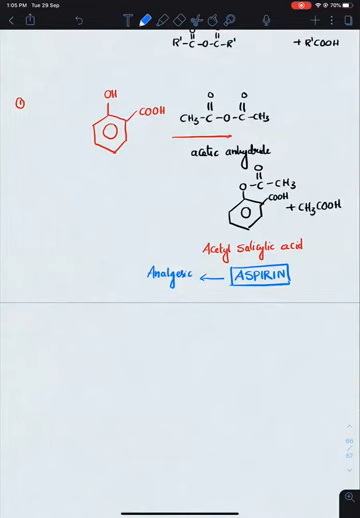 1:05 PM Tue 29 Sep
70%
O O
R'-C-O-C-R' + R'COOH
①
OH
COOH
O O
CH₃-C-O-C-CH₃
acetic anhydride
O
O-C-CH₃
COOH
+ CH₃COOH
Acetyl Salicylic acid
Analgesic ← ASPIRIN
66
/
67